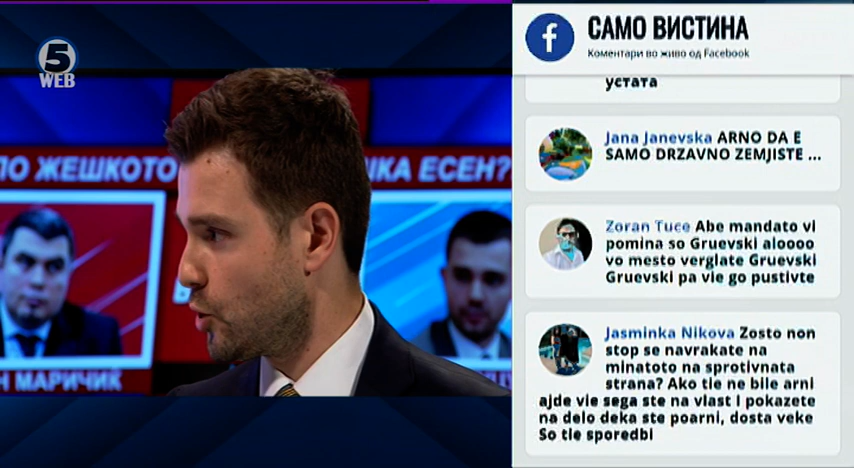 5
WEB
ПО ЖЕШКОТО
ШКА ЕСЕН?
Н МАРИЧИЌ
f
САМО ВИСТИНА
Коментари во живо од Facebook
устата
Jana Janevska ARNO DA E
SAMO DRZAVNO ZEMJISTE ...
Zoran Tuce Abe mandato vi
pomina so Gruevski aloooo
vo mesto verglate Gruevski
Gruevski pa vie go pustivte
Jasminka Nikova Zosto non
stop se navrakate na
minatoto na sprotivnata
strana? Ako tie ne bile arni
ajde vie sega ste na vlast i pokazete
na delo deka ste poarni, dosta veke
So tie sporedbi